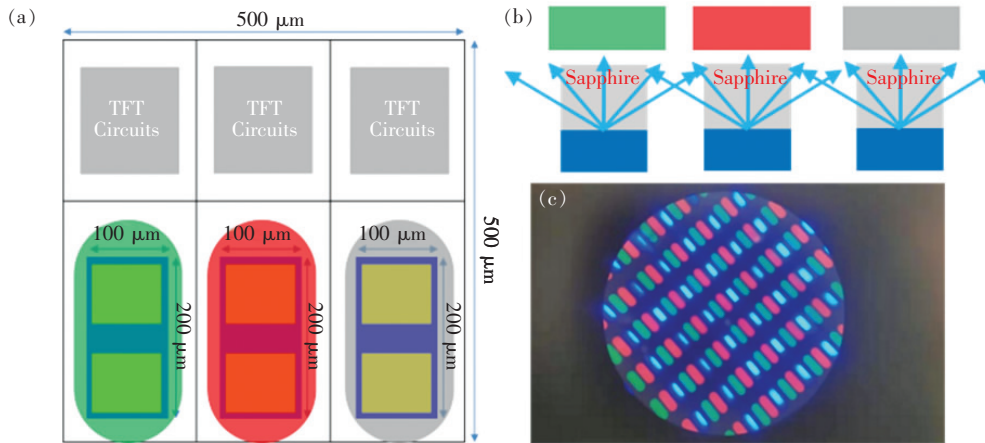 (a)
500 μm
TFT
Circuits
TFT
Circuits
TFT
Circuits
500 μm
100 μm
100 μm
100 μm
200 μm
200 μm
200 μm
(b)
Sapphire
Sapphire
Sapphire
(c)